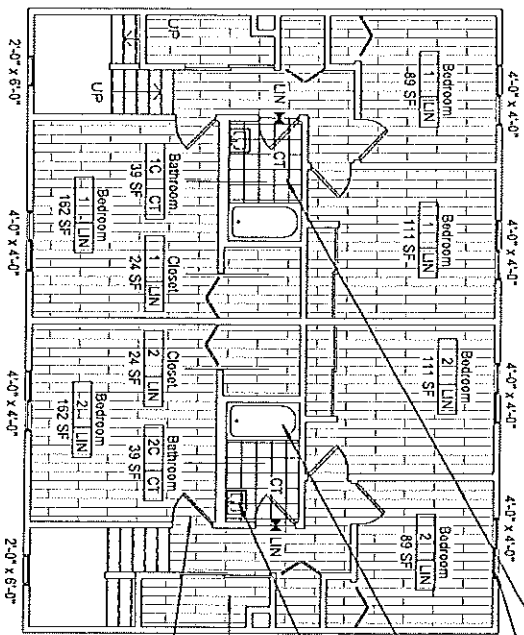 4'-0" x 4'-0"
4'-0" x 4'-0"
4'-0" x 4'-0"
4'-0" x 4'-0"
Bedroom
1 LIN
89 SF
Bedroom
1 LIN
111 SF
Bedroom
2 LIN
111 SF
Bedroom
2 LIN
89 SF
LIN
CT
CT
LIN
UP
Bathroom
1C CT
39 SF
Closet
1 LIN
24 SF
Closet
2 LIN
24 SF
Bathroom
2C CT
39 SF
UP
Bedroom
1 LIN
162 SF
Bedroom
2 LIN
162 SF
2'-0" x 6'-0"
4'-0" x 4'-0"
4'-0" x 4'-0"
2'-0" x 6'-0"